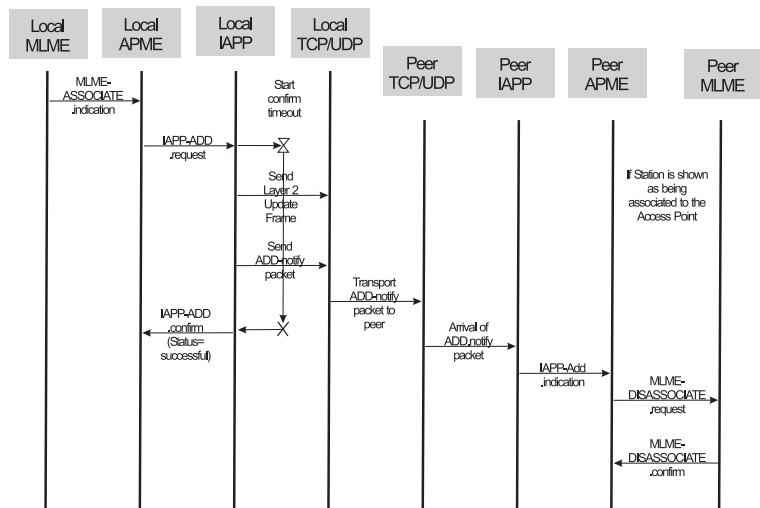 Local
MLME
Local
APME
Local
IAPP
Local
TCP/UDP
Peer
TCP/UDP
Peer
IAPP
Peer
APME
Peer
MLME
MLME-
ASSOCIATE
.indication
Start
confirm
timeout
IAPP-ADD
.request
Send
Layer 2
Update
Frame
If Station is shown
as being
associated to the
Access Point
Send
ADD-notify
packet
Transport
ADD-notify
packet to
peer
IAPP-ADD
.confirm
(Status=
successful)
Arrival of
ADD.notify
packet
IAPP-Add
.indication
MLME-
DISASSOCIATE
.request
MLME-
DISASSOCIATE
.confirm